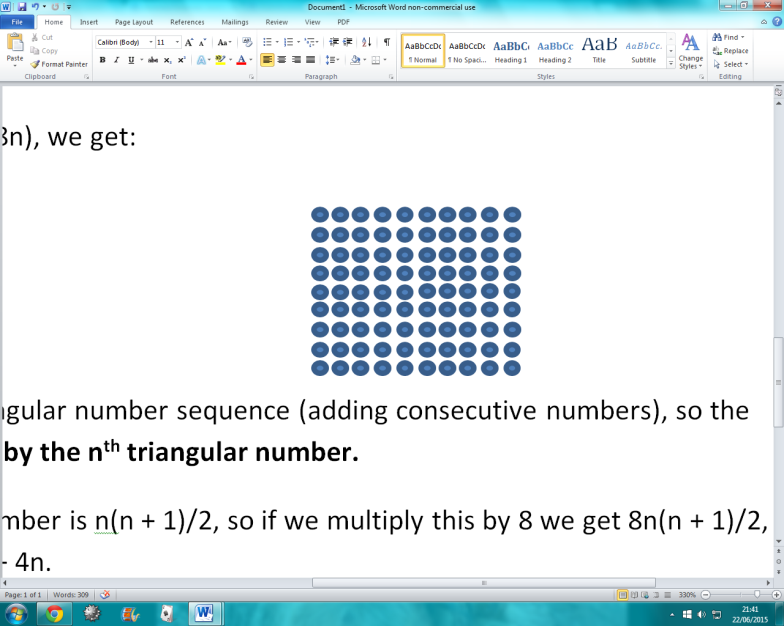 Document1 - Microsoft Word non-commercial use
File Home Insert Page Layout References Mailings Review View PDF
Paste
Cut
Copy
Format Painter
Clipboard
Calibri (Body) 11
Font
Paragraph
AaBbCcDc AaBbCcDc AaBbC AaBbCc AaB AaBbCc.
¶ Normal ¶ No Spaci... Heading 1 Heading 2 Title Subtitle
Change Styles
Styles
Find
Replace
Select
Editing
3n), we get:
ngular number sequence (adding consecutive numbers), so the
by the nth triangular number.
mber is n(n + 1)/2, so if we multiply this by 8 we get 8n(n + 1)/2,
- 4n.
Page: 1 of 1 Words: 309 330%
21:41
22/06/2015